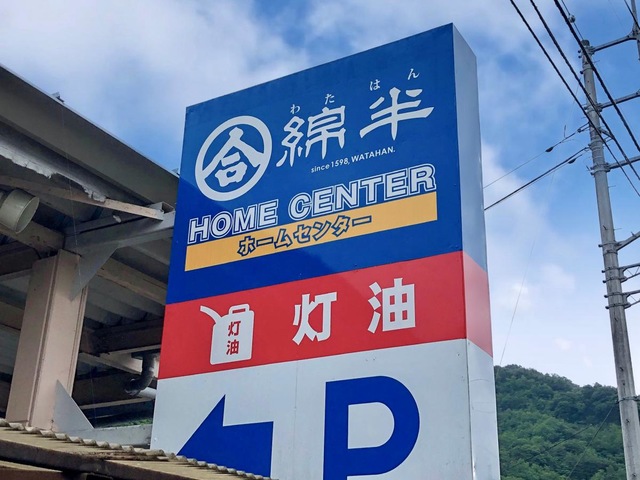 わたはん
合 綿半
since 1598, WATAHAN.
HOME CENTER
ホームセンター
灯油 灯油
P